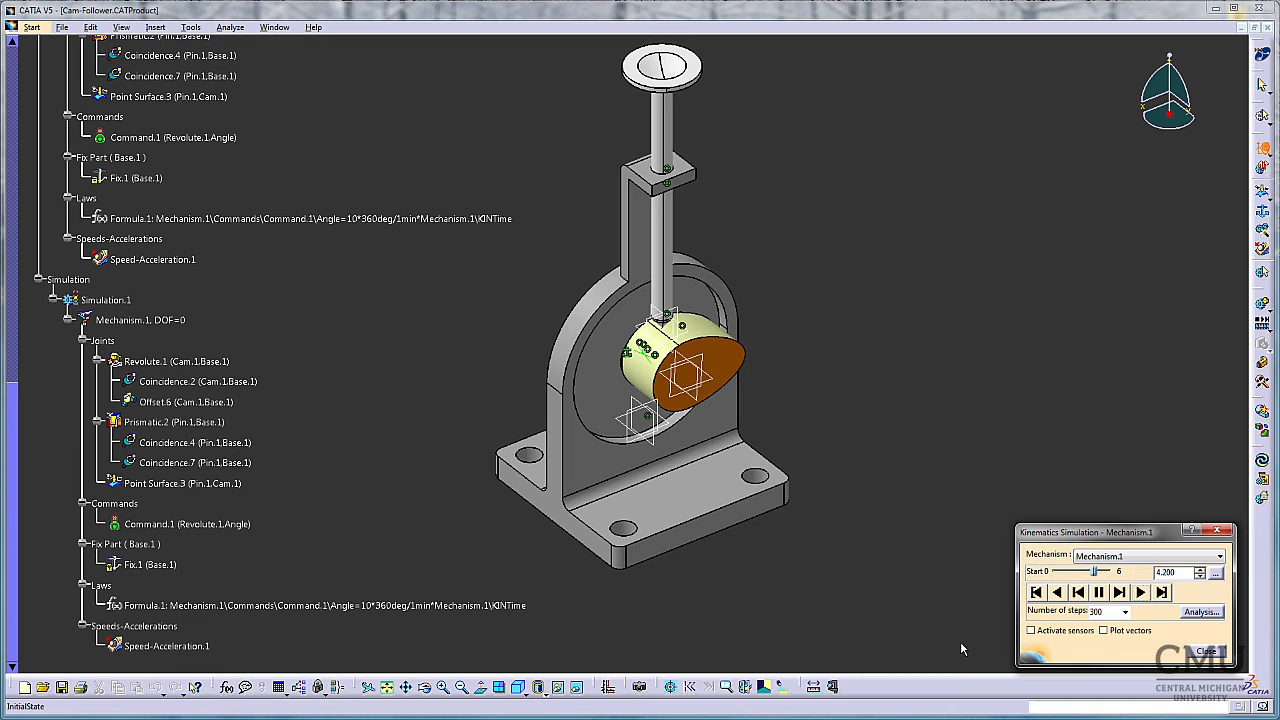 CATIA V5 - [Cam-Follower.CATProduct]
Start File Edit View Insert Tools Analyze Window Help
Prismatic.2 (Pin.1,Base.1)
Coincidence.4 (Pin.1,Base.1)
Coincidence.7 (Pin.1,Base.1)
Point Surface.3 (Pin.1,Cam.1)
Commands
Command.1 (Revolute.1,Angle)
Fix Part ( Base.1 )
Fix.1 (Base.1)
Laws
f(x) Formula.1: Mechanism.1\Commands\Command.1\Angle=10*360deg/1min*Mechanism.1\KINTime
Speeds-Accelerations
Speed-Acceleration.1
Simulation
Simulation.1
Mechanism.1, DOF=0
Joints
Revolute.1 (Cam.1,Base.1)
Coincidence.2 (Cam.1,Base.1)
Offset.6 (Cam.1,Base.1)
Prismatic.2 (Pin.1,Base.1)
Coincidence.4 (Pin.1,Base.1)
Coincidence.7 (Pin.1,Base.1)
Point Surface.3 (Pin.1,Cam.1)
Commands
Command.1 (Revolute.1,Angle)
Fix Part ( Base.1 )
Fix.1 (Base.1)
Laws
f(x) Formula.1: Mechanism.1\Commands\Command.1\Angle=10*360deg/1min*Mechanism.1\KINTime
Speeds-Accelerations
Speed-Acceleration.1
Kinematics Simulation - Mechanism.1
Mechanism : Mechanism.1
Start 0 6 4.200 ...
Number of steps: 300 Analysis...
Activate sensors Plot vectors
Close
CMU
CENTRAL MICHIGAN
UNIVERSITY
CATIA
InitialState